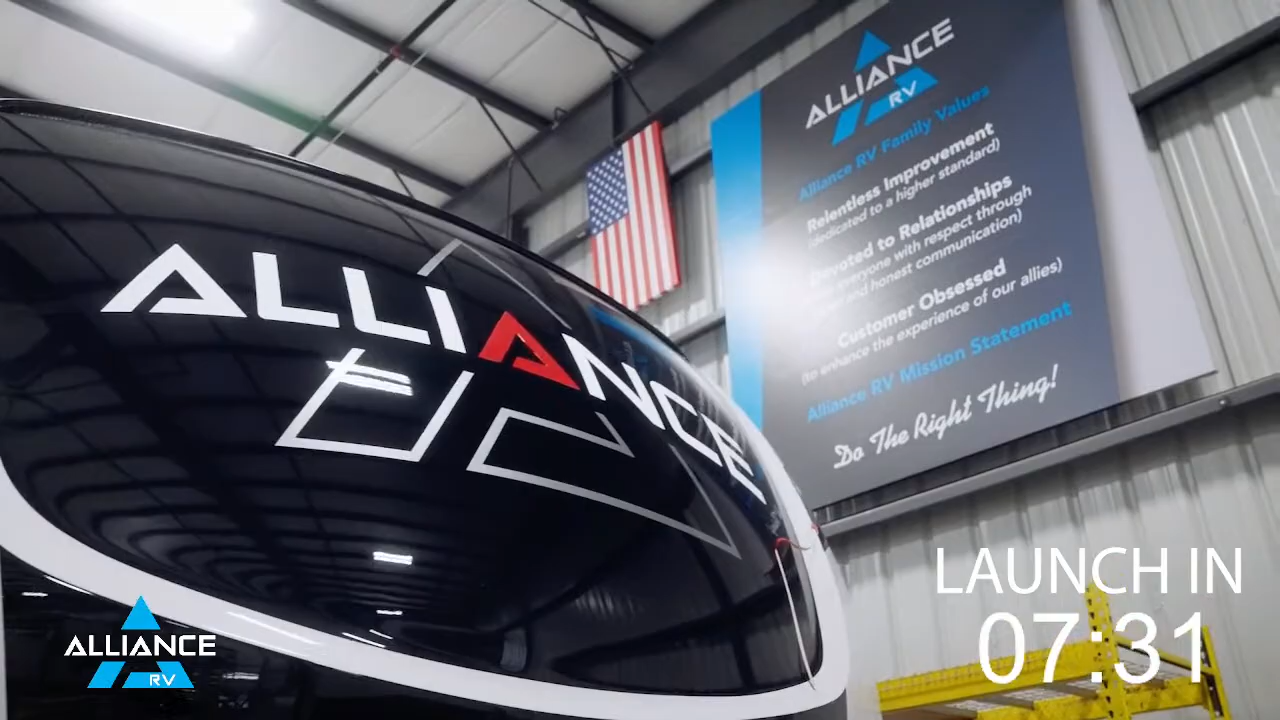 ALLIANCE
RV
Alliance RV Family Values
Relentless Improvement
(dedicated to a higher standard)
Devoted to Relationships
everyone with respect through
and honest communication)
Customer Obsessed
(to enhance the experience of our allies)
Alliance RV Mission Statement
Do The Right Thing!
ALLIANCE
LAUNCH IN
07:31
ALLIANCE
RV